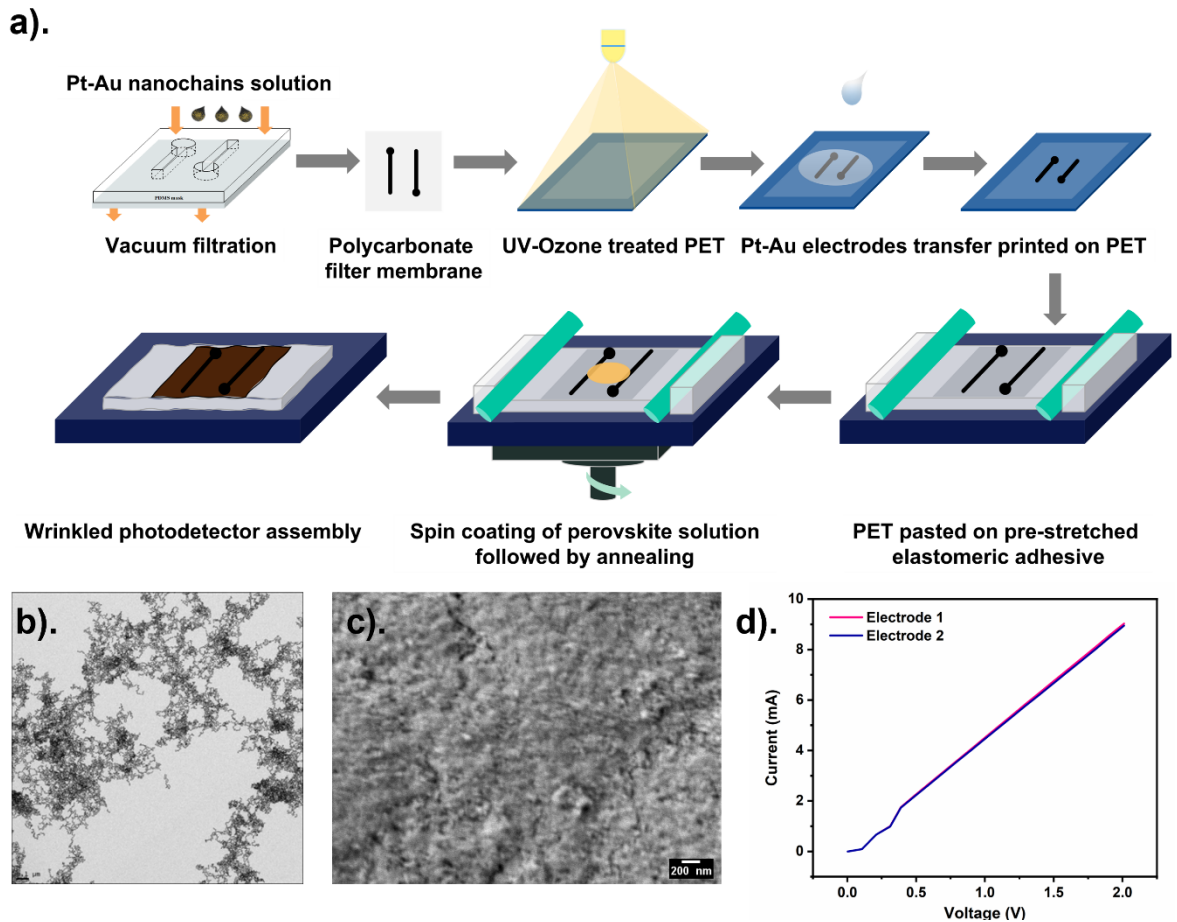 a).
Pt-Au nanochains solution
PDMS mask
Vacuum filtration
Polycarbonate
filter membrane
UV-Ozone treated PET
Pt-Au electrodes transfer printed on PET
Wrinkled photodetector assembly
Spin coating of perovskite solution
followed by annealing
PET pasted on pre-stretched
elastomeric adhesive
b).
c).
200 nm
d).
Electrode 1
Electrode 2
Current (mA)
10
8
6
4
2
0
0.0
0.5
1.0
1.5
2.0
Voltage (V)